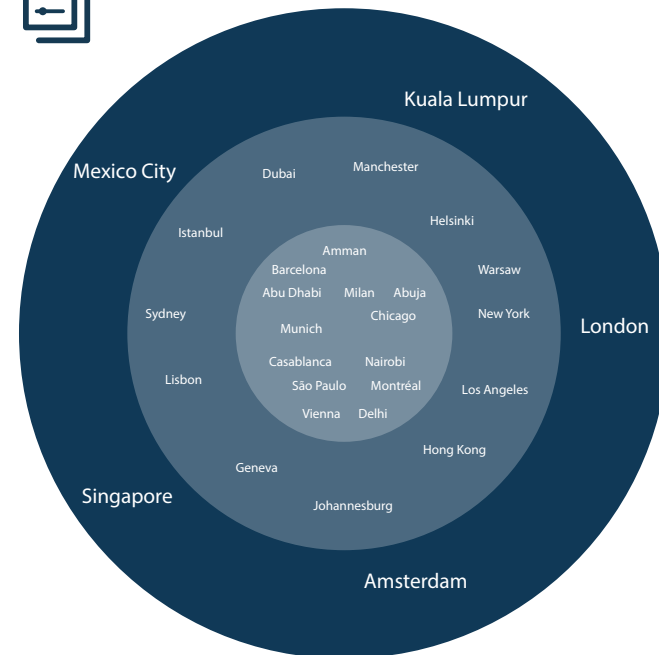 Kuala Lumpur
Mexico City
Dubai
Manchester
Helsinki
Istanbul
Amman
Barcelona
Warsaw
Abu Dhabi
Milan
Abuja
Sydney
Chicago
New York
Munich
London
Casablanca
Nairobi
Lisbon
São Paulo
Montréal
Los Angeles
Vienna
Delhi
Hong Kong
Geneva
Singapore
Johannesburg
Amsterdam